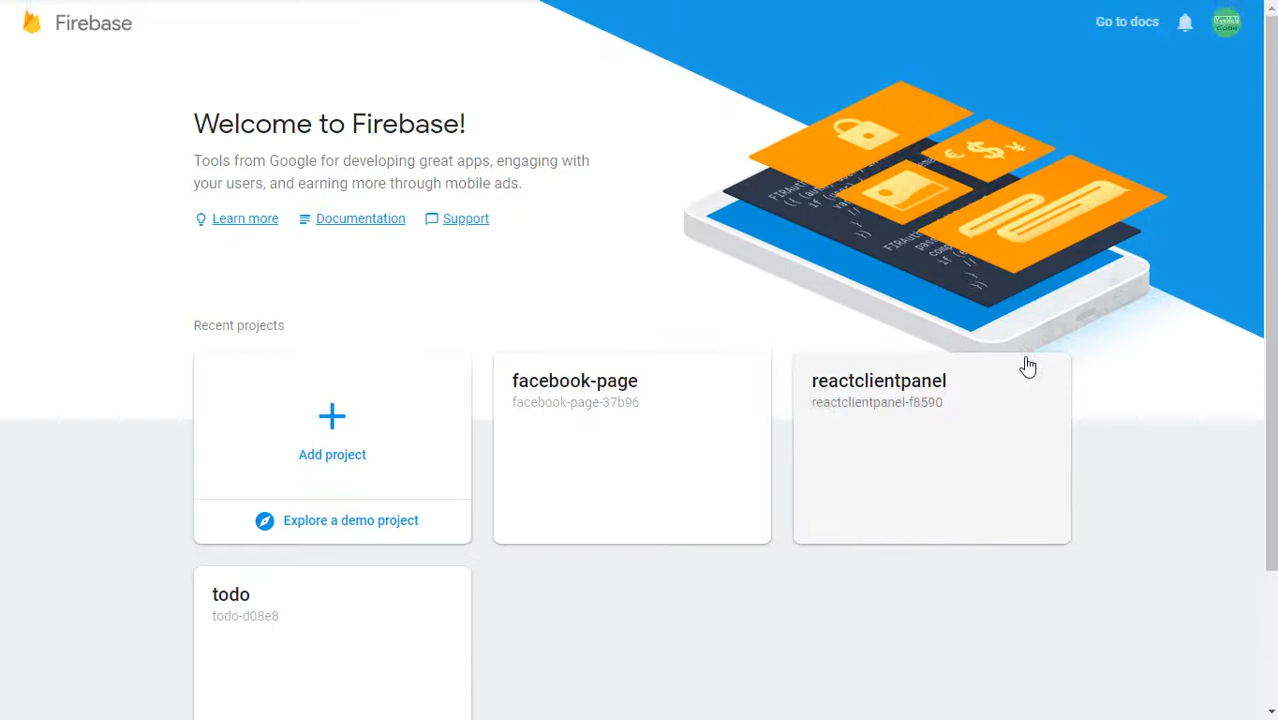 Firebase
Go to docs
Welcome to Firebase!
Tools from Google for developing great apps, engaging with
your users, and earning more through mobile ads.
Learn more
Documentation
Support
Recent projects
Add project
Explore a demo project
facebook-page
facebook-page-37b96
reactclientpanel
reactclientpanel-f8590
todo
todo-d08e8